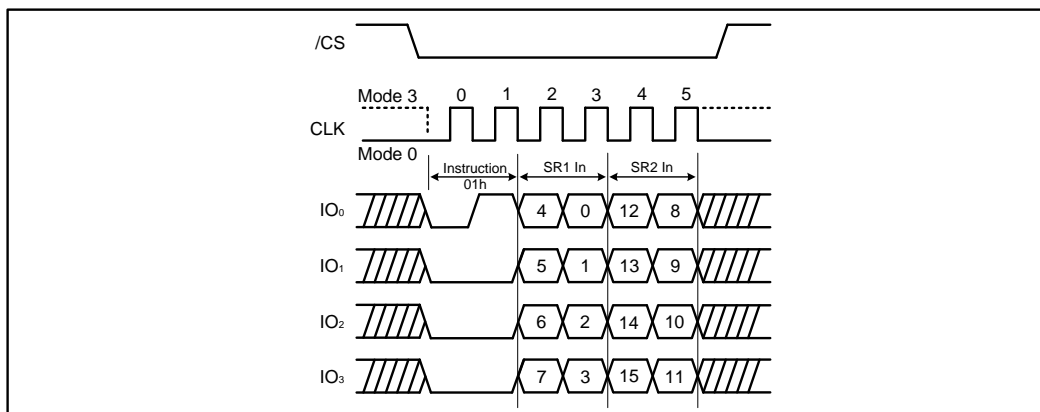 /CS
Mode 3 0 1 2 3 4 5
CLK
Mode 0
Instruction SR1 In SR2 In
01h
IO₀ 4 0 12 8
IO₁ 5 1 13 9
IO₂ 6 2 14 10
IO₃ 7 3 15 11